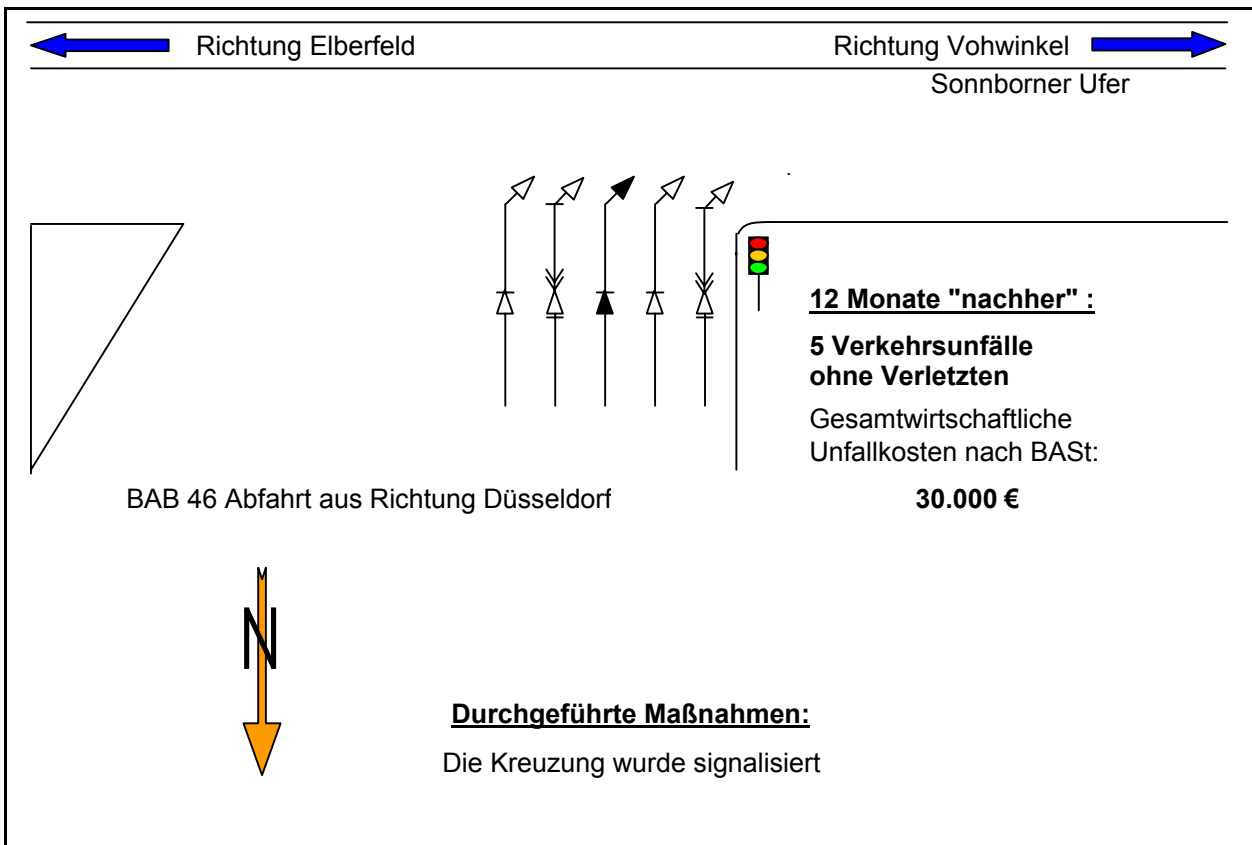 Richtung Elberfeld
Richtung Vohwinkel
Sonnborner Ufer
12 Monate "nachher" :
5 Verkehrsunfälle
ohne Verletzten
Gesamtwirtschaftliche
Unfallkosten nach BASt:
30.000 €
BAB 46 Abfahrt aus Richtung Düsseldorf
N
Durchgeführte Maßnahmen:
Die Kreuzung wurde signalisiert